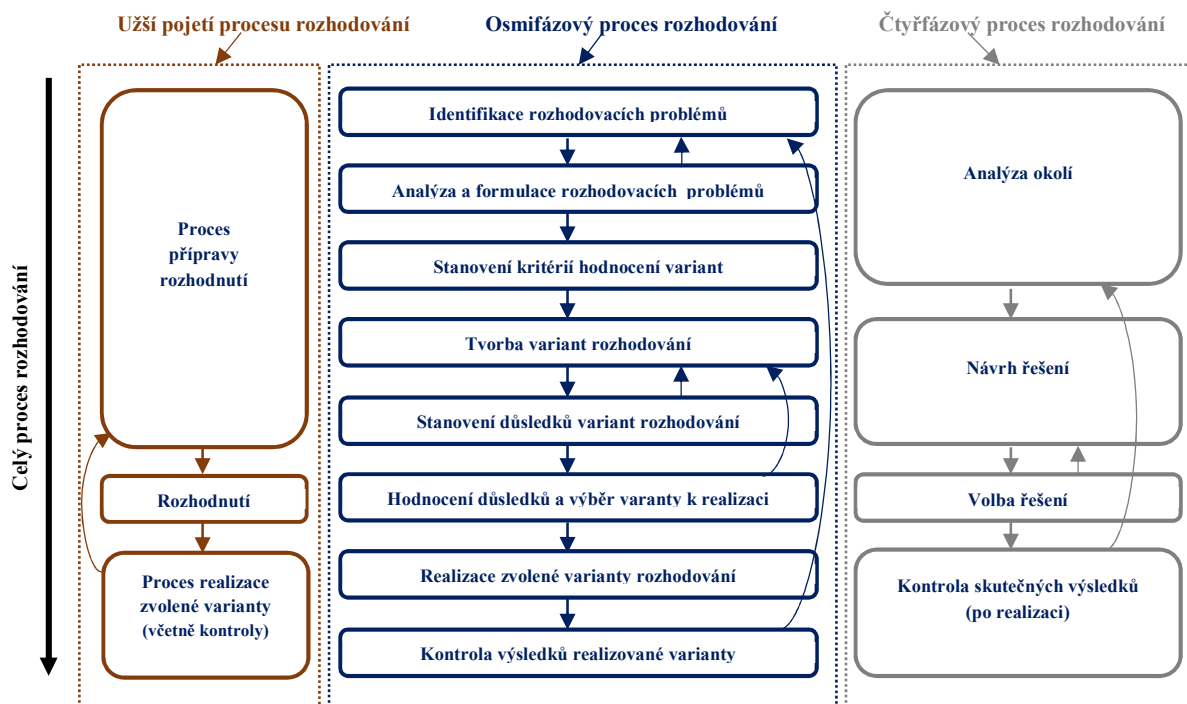 Užší pojetí procesu rozhodování
Osmifázový proces rozhodování
Čtyřfázový proces rozhodování
Celý proces rozhodování
Proces
přípravy
rozhodnutí
Rozhodnutí
Proces realizace
zvolené varianty
(včetně kontroly)
Identifikace rozhodovacích problémů
Analýza a formulace rozhodovacích problémů
Stanovení kritérií hodnocení variant
Tvorba variant rozhodování
Stanovení důsledků variant rozhodování
Hodnocení důsledků a výběr varanty k realizaci
Realizace zvolené varianty rozhodování
Kontrola výsledků realizované varianty
Analýza okolí
Návrh řešení
Volba řešení
Kontrola skutečných výsledků
(po realizaci)